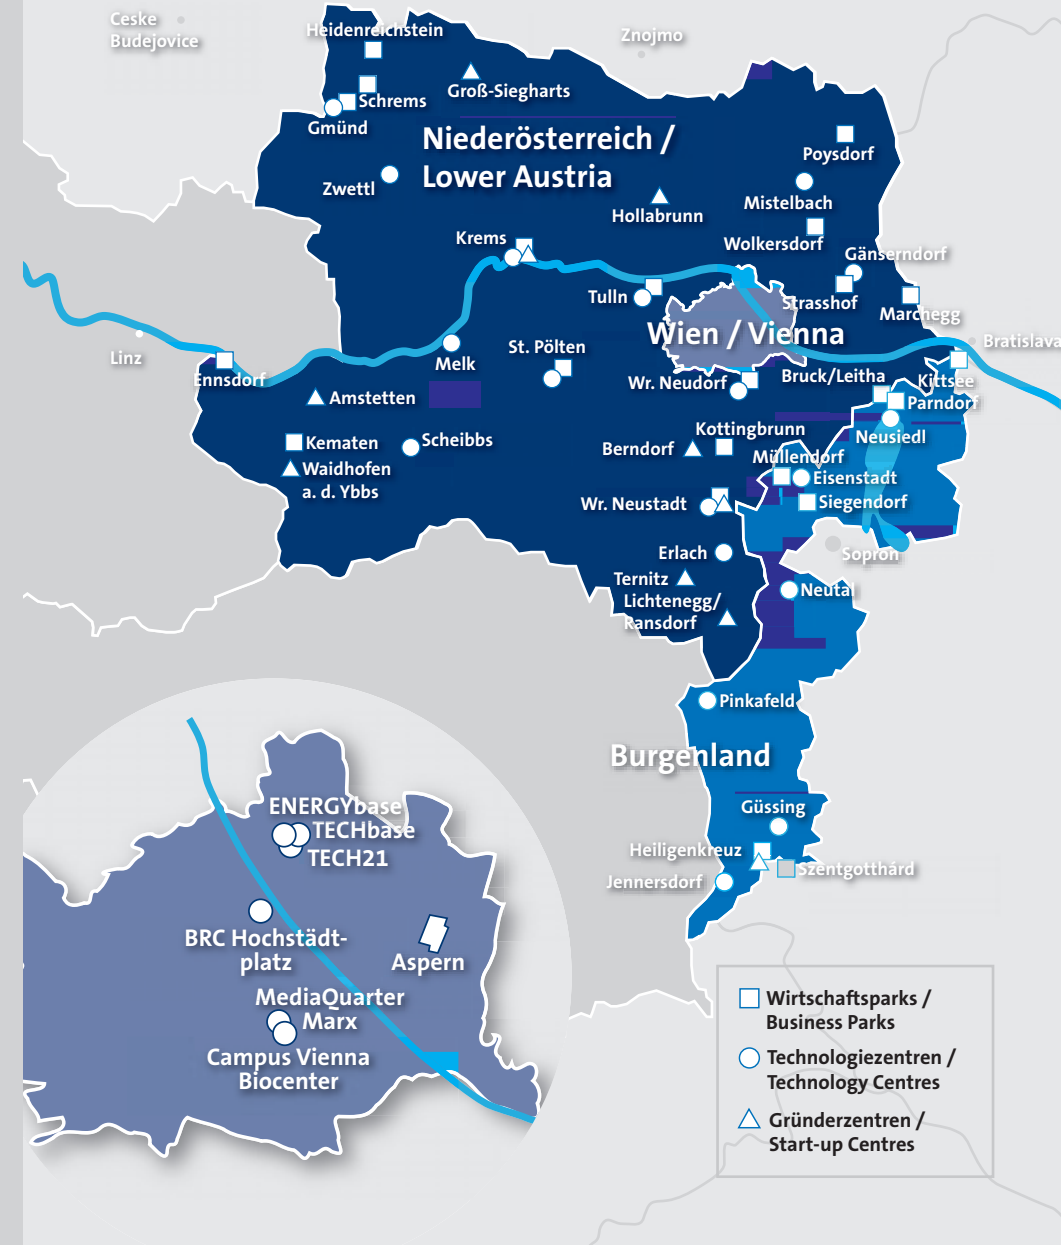 Ceske
Budejovice
Heidenreichstein
Znojmo
Groß-Siegharts
Schrems
Gmünd
Niederösterreich /
Lower Austria
Poysdorf
Zwettl
Mistelbach
Hollabrunn
Krems
Wolkersdorf
Gänserndorf
Tulln
Strasshof
Marchegg
Wien / Vienna
Linz
St. Pölten
Bratislava
Melk
Ennsdorf
Wr. Neudorf
Bruck/Leitha
Kittsee
Amstetten
Parndorf
Kottingbrunn
Neusiedl
Kematen
Scheibbs
Berndorf
Müllendorf
Waidhofen
a. d. Ybbs
Eisenstadt
Wr. Neustadt
Siegendorf
Erlach
Sopron
Ternitz
Neutal
Lichtenegg/
Ransdorf
Pinkafeld
Burgenland
Güssing
Heiligenkreuz
Szentgotthárd
Jennersdorf
ENERGYbase
TECHbase
TECH21
BRC Hochstädt-
platz
Aspern
MediaQuarter
Marx
Campus Vienna
Biocenter
Wirtschaftsparks /
Business Parks
Technologiezentren /
Technology Centres
Gründerzentren /
Start-up Centres